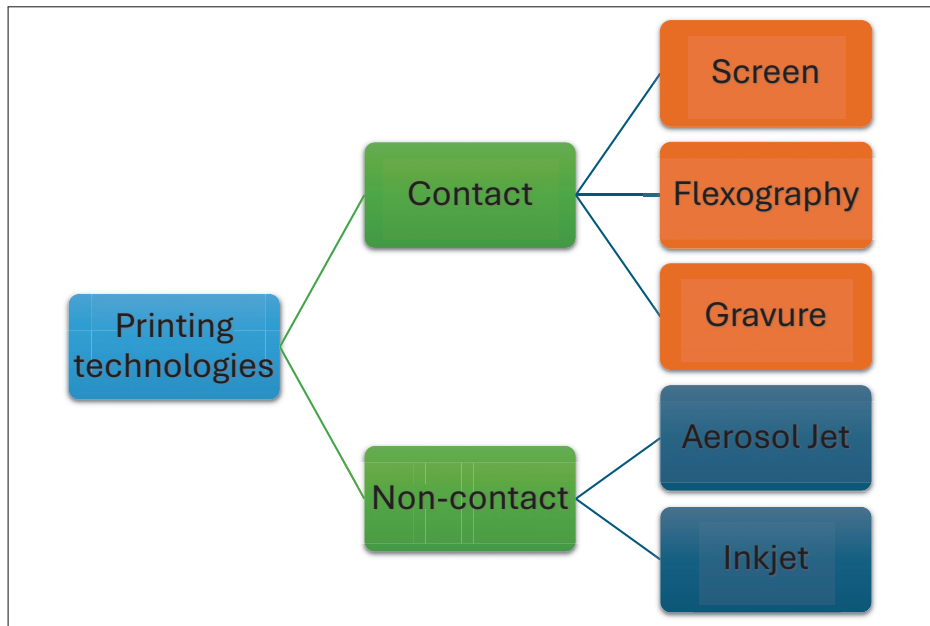 Printing
technologies
Contact
Non-contact
Screen
Flexography
Gravure
Aerosol Jet
Inkjet